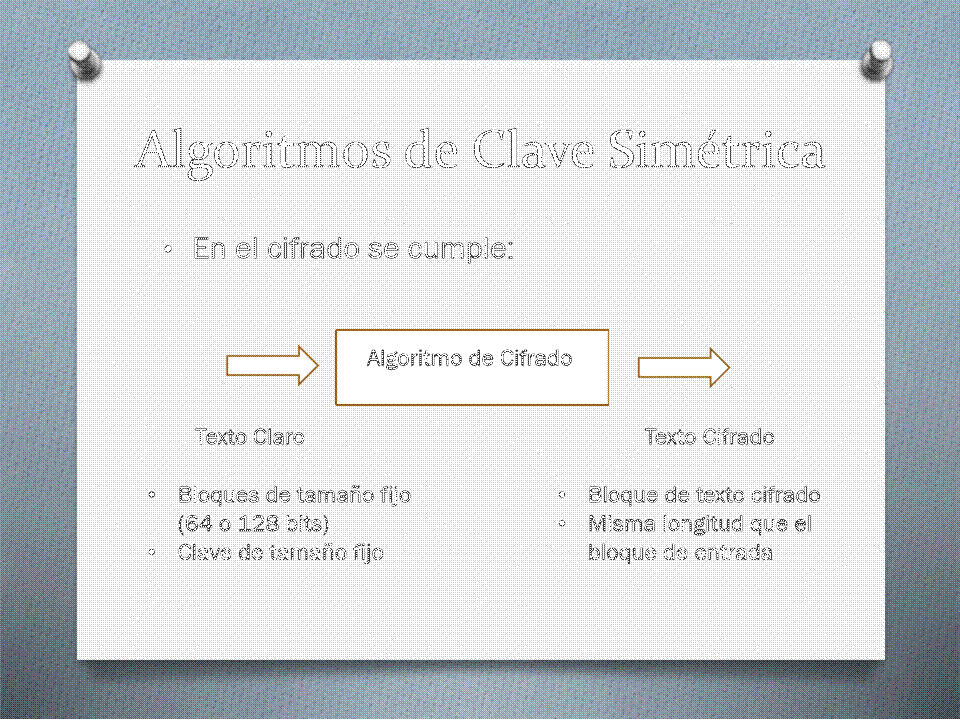 Algoritmos de Clave Simétrica
• En el cifrado se cumple:
Algoritmo de Cifrado
Texto Claro
Texto Cifrado
• Bloques de tamaño fijo
(64 o 128 bits)
• Clave de tamaño fijo
• Bloque de texto cifrado
• Misma longitud que el
bloque de entrada